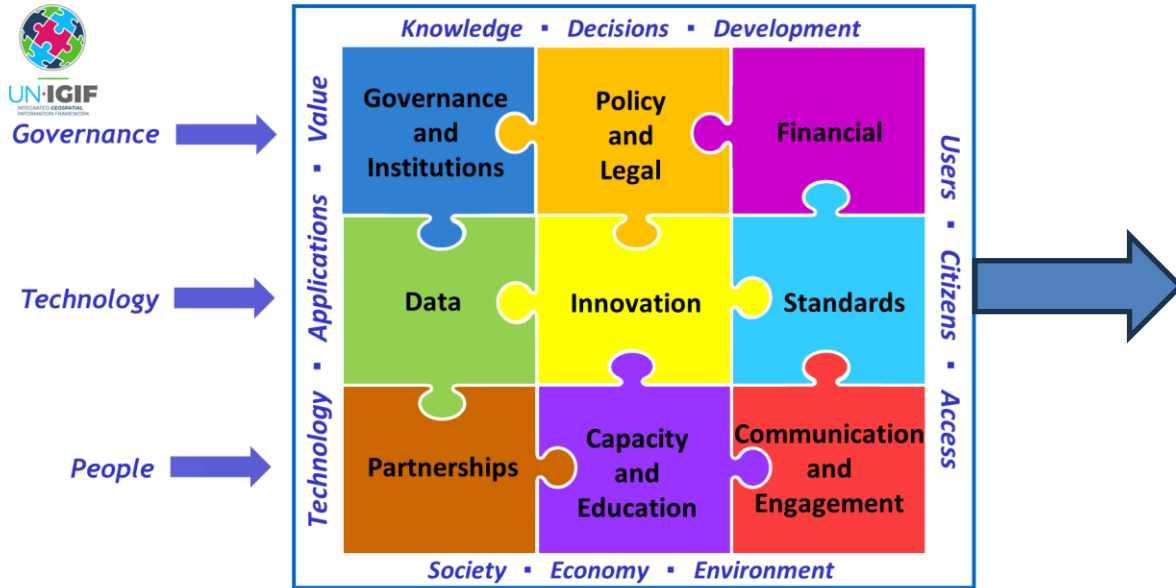 Knowledge ▪ Decisions ▪ Development
UN·IGIF
INTEGRATED GEOSPATIAL
INFORMATION FRAMEWORK
Governance
Technology
People
Technology ▪ Applications ▪ Value
Governance
and
Institutions
Policy
and
Legal
Financial
Data
Innovation
Standards
Partnerships
Capacity
and
Education
Communication
and
Engagement
Users ▪ Citizens ▪ Access
Society ▪ Economy ▪ Environment